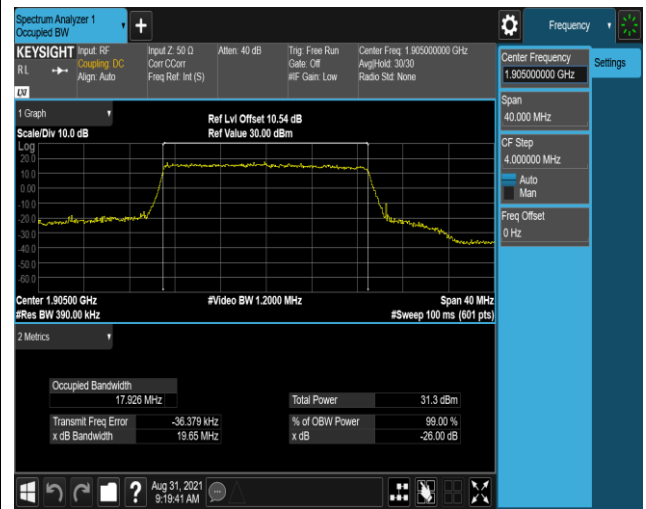 Spectrum Analyzer 1
Occupied BW
Frequency
KEYSIGHT
RL
LXI
Input: RF
Coupling: DC
Align: Auto
Input Z: 50 Ω
Corr CCorr
Freq Ref: Int (S)
Atten: 40 dB
Trig: Free Run
Gate: Off
#IF Gain: Low
Center Freq: 1.905000000 GHz
Avg|Hold: 30/30
Radio Std: None
Center Frequency
1.905000000 GHz
Settings
Span
40.000 MHz
CF Step
4.000000 MHz
Auto
Man
Freq Offset
0 Hz
1 Graph
Scale/Div 10.0 dB
Ref Lvl Offset 10.54 dB
Ref Value 30.00 dBm
Log
20.0
10.0
0.00
-10.0
-20.0
-30.0
-40.0
-50.0
-60.0
Center 1.90500 GHz
#Video BW 1.2000 MHz
Span 40 MHz
#Res BW 390.00 kHz
#Sweep 100 ms (601 pts)
2 Metrics
Occupied Bandwidth
17.926 MHz
Total Power 31.3 dBm
Transmit Freq Error -36.379 kHz
% of OBW Power 99.00 %
x dB Bandwidth 19.65 MHz
x dB -26.00 dB
?
Aug 31, 2021
9:19:41 AM